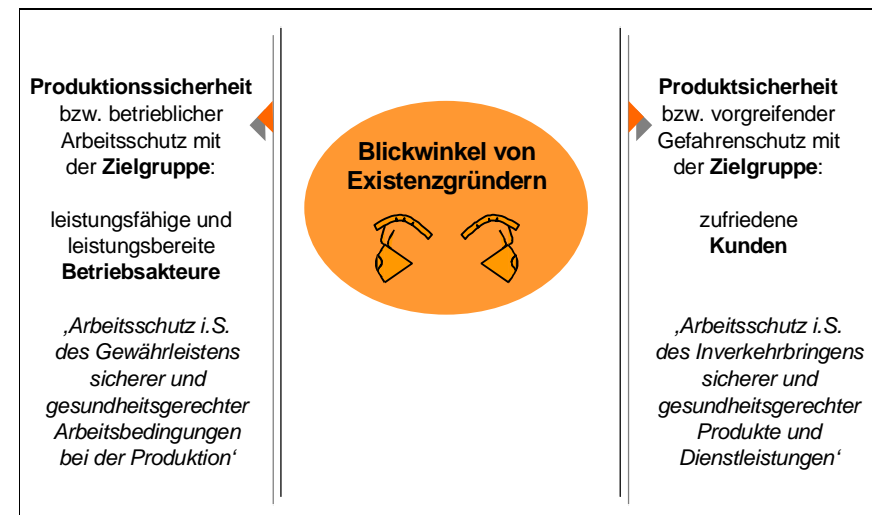 Produktionssicherheit
bzw. betrieblicher
Arbeitsschutz mit
der Zielgruppe:
leistungsfähige und
leistungsbereite
Betriebsakteure
‚Arbeitsschutz i.S.
des Gewährleistens
sicherer und
gesundheitsgerechter
Arbeitsbedingungen
bei der Produktion‘
Blickwinkel von
Existenzgründern
Produktsicherheit
bzw. vorgreifender
Gefahrenschutz mit
der Zielgruppe:
zufriedene
Kunden
‚Arbeitsschutz i.S.
des Inverkehrbringens
sicherer und
gesundheitsgerechter
Produkte und
Dienstleistungen‘